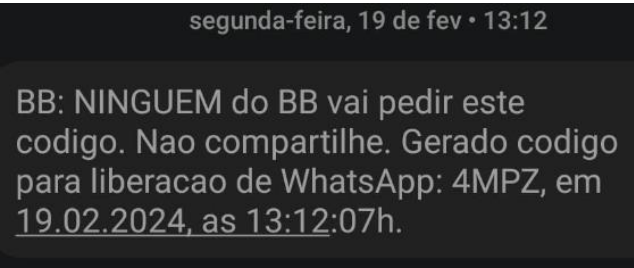 segunda-feira, 19 de fev • 13:12
BB: NINGUEM do BB vai pedir este
codigo. Nao compartilhe. Gerado codigo
para liberacao de WhatsApp: 4MPZ, em
19.02.2024, as 13:12:07h.